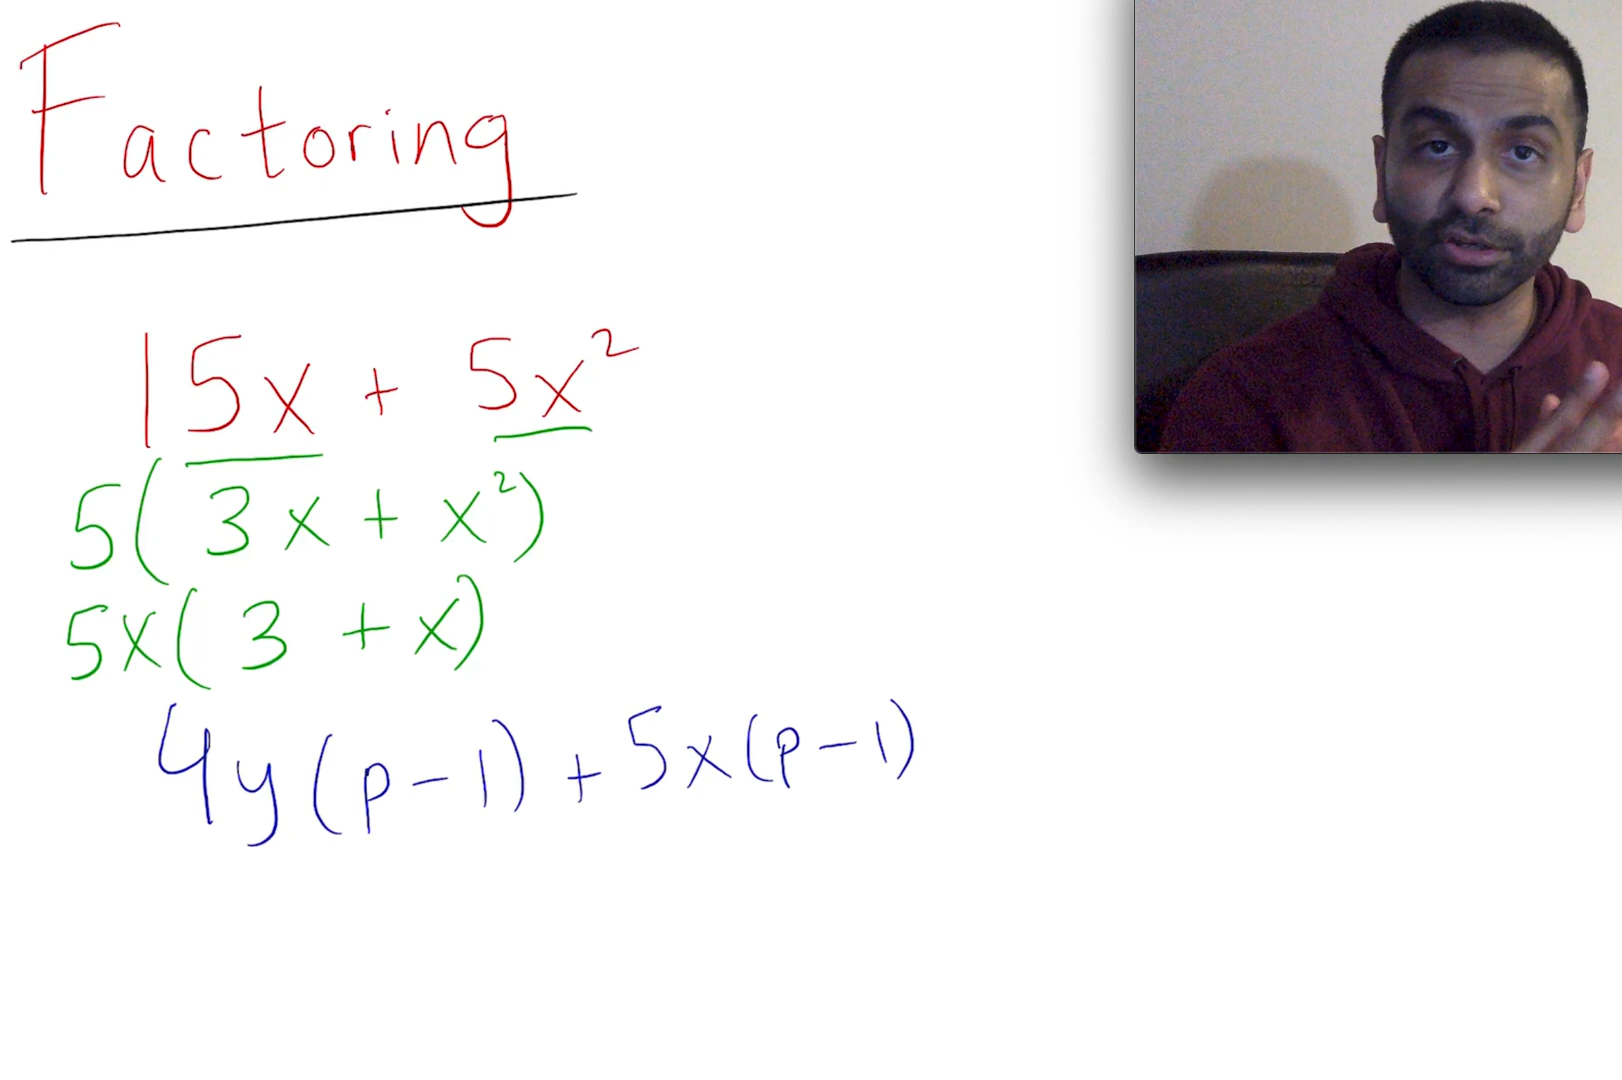 Factoring
15x + 5x²
5(3x + x²)
5x(3 + x)
4y(p-1) + 5x(p-1)